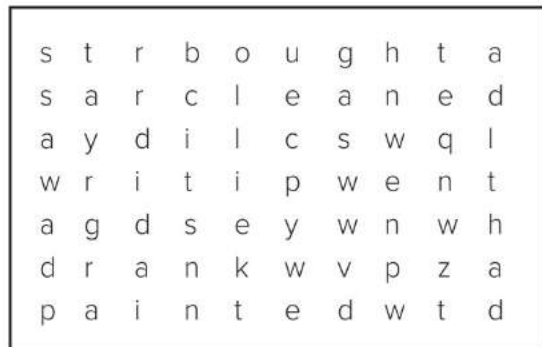 s t r b o u g h t a
s a r c l e a n e d
a y d i l c s w q l
w r i t i p w e n t
a g d s e y w n w h
d r a n k w v p z a
p a i n t e d w t d